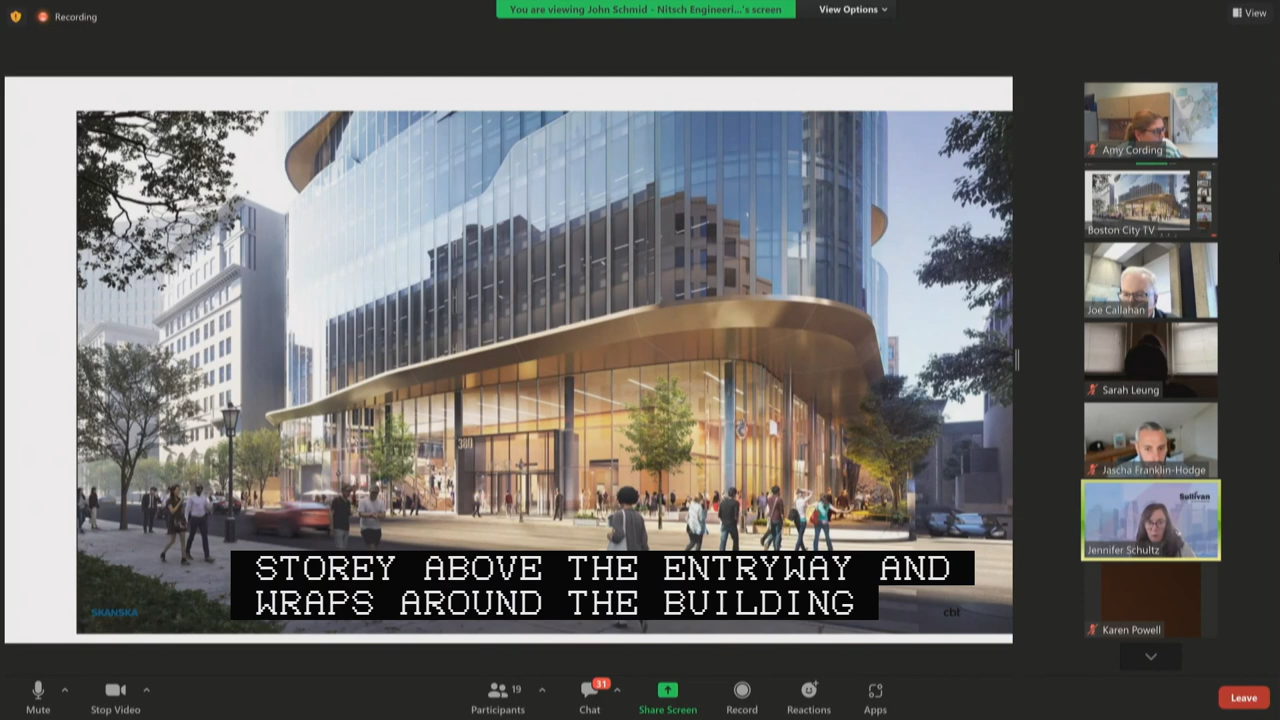 Recording
You are viewing John Schmid - Nitsch Engineeri...'s screen
View Options
View
Amy Cording
Boston City TV
Joe Callahan
Sarah Leung
Jascha Franklin-Hodge
Sullivan
Jennifer Schultz
Karen Powell
380
STOREY ABOVE THE ENTRYWAY AND
WRAPS AROUND THE BUILDING
SKANSKA
cbt
Mute
Stop Video
Participants
19
Chat
31
Share Screen
Record
Reactions
Apps
Leave